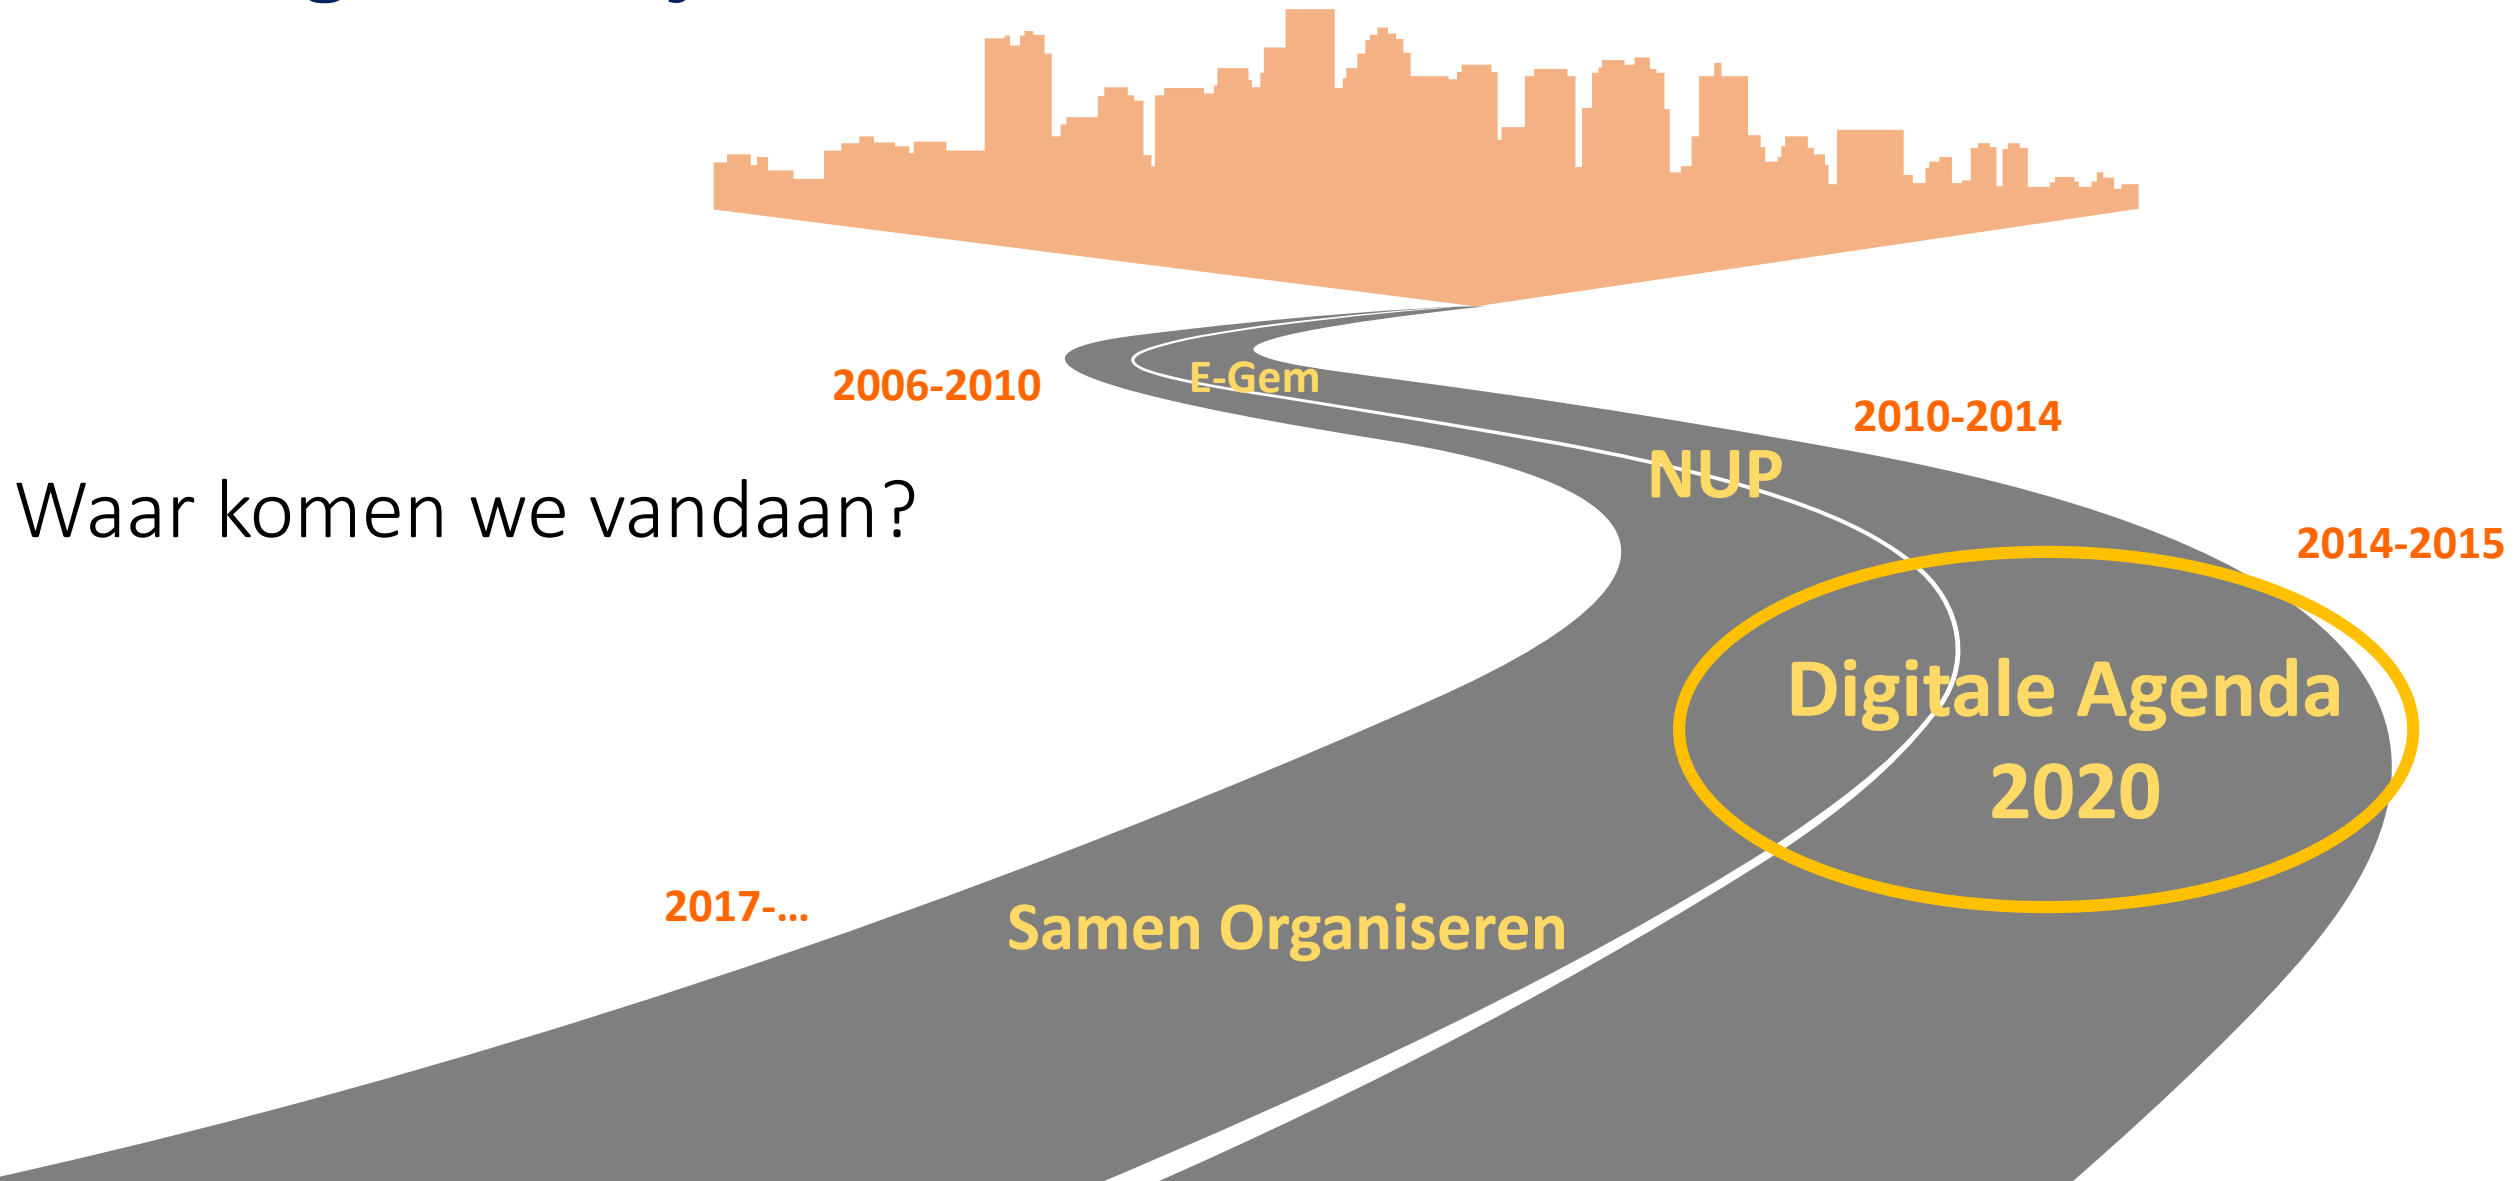 2006-2010
E-Gem
2010-2014
NUP
Waar komen we vandaan?
2014-2015
Digitale Agenda
2020
2017-...
Samen Organiseren